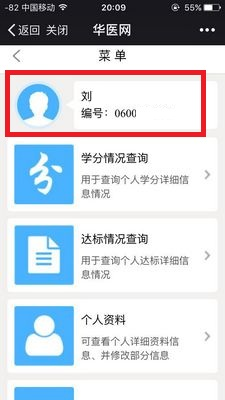 -82 中国移动 20:09 55%
返回 关闭 华医网
菜 单
刘
编号：0600
学分情况查询
用于查询个人学分详细信
息情况
达标情况查询
用于查询个人达标详细信
息情况
个人资料
可查看个人详细资料信
息、并修改部分信息